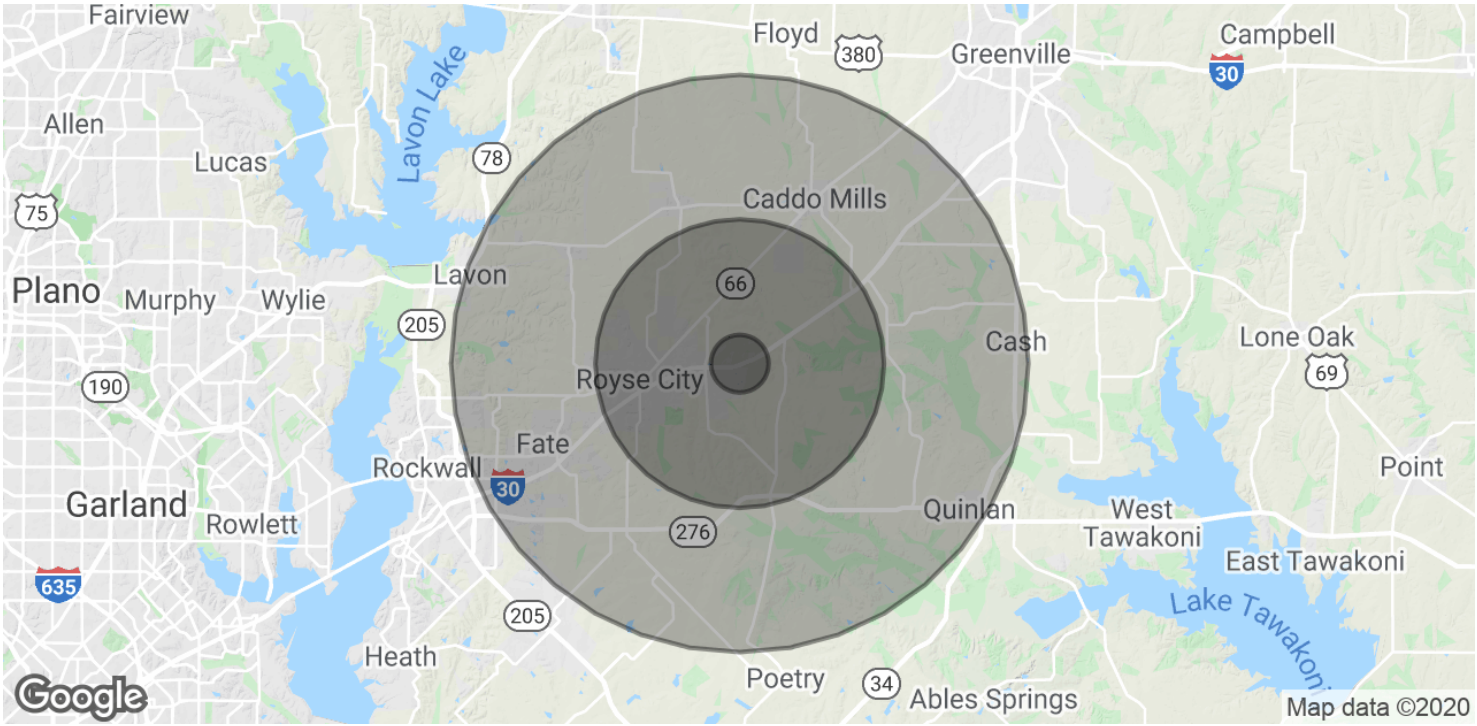 Fairview
Floyd
380
Greenville
Campbell
30
Allen
Lucas
Lavon Lake
78
75
Caddo Mills
Lavon
66
Plano
Murphy
Wylie
205
Cash
Lone Oak
69
190
Royse City
Fate
Rockwall
30
Point
Garland
Rowlett
276
Quinlan
West
Tawakoni
East Tawakoni
635
205
Lake Tawakoni
Heath
Poetry
34
Ables Springs
Google
Map data ©2020